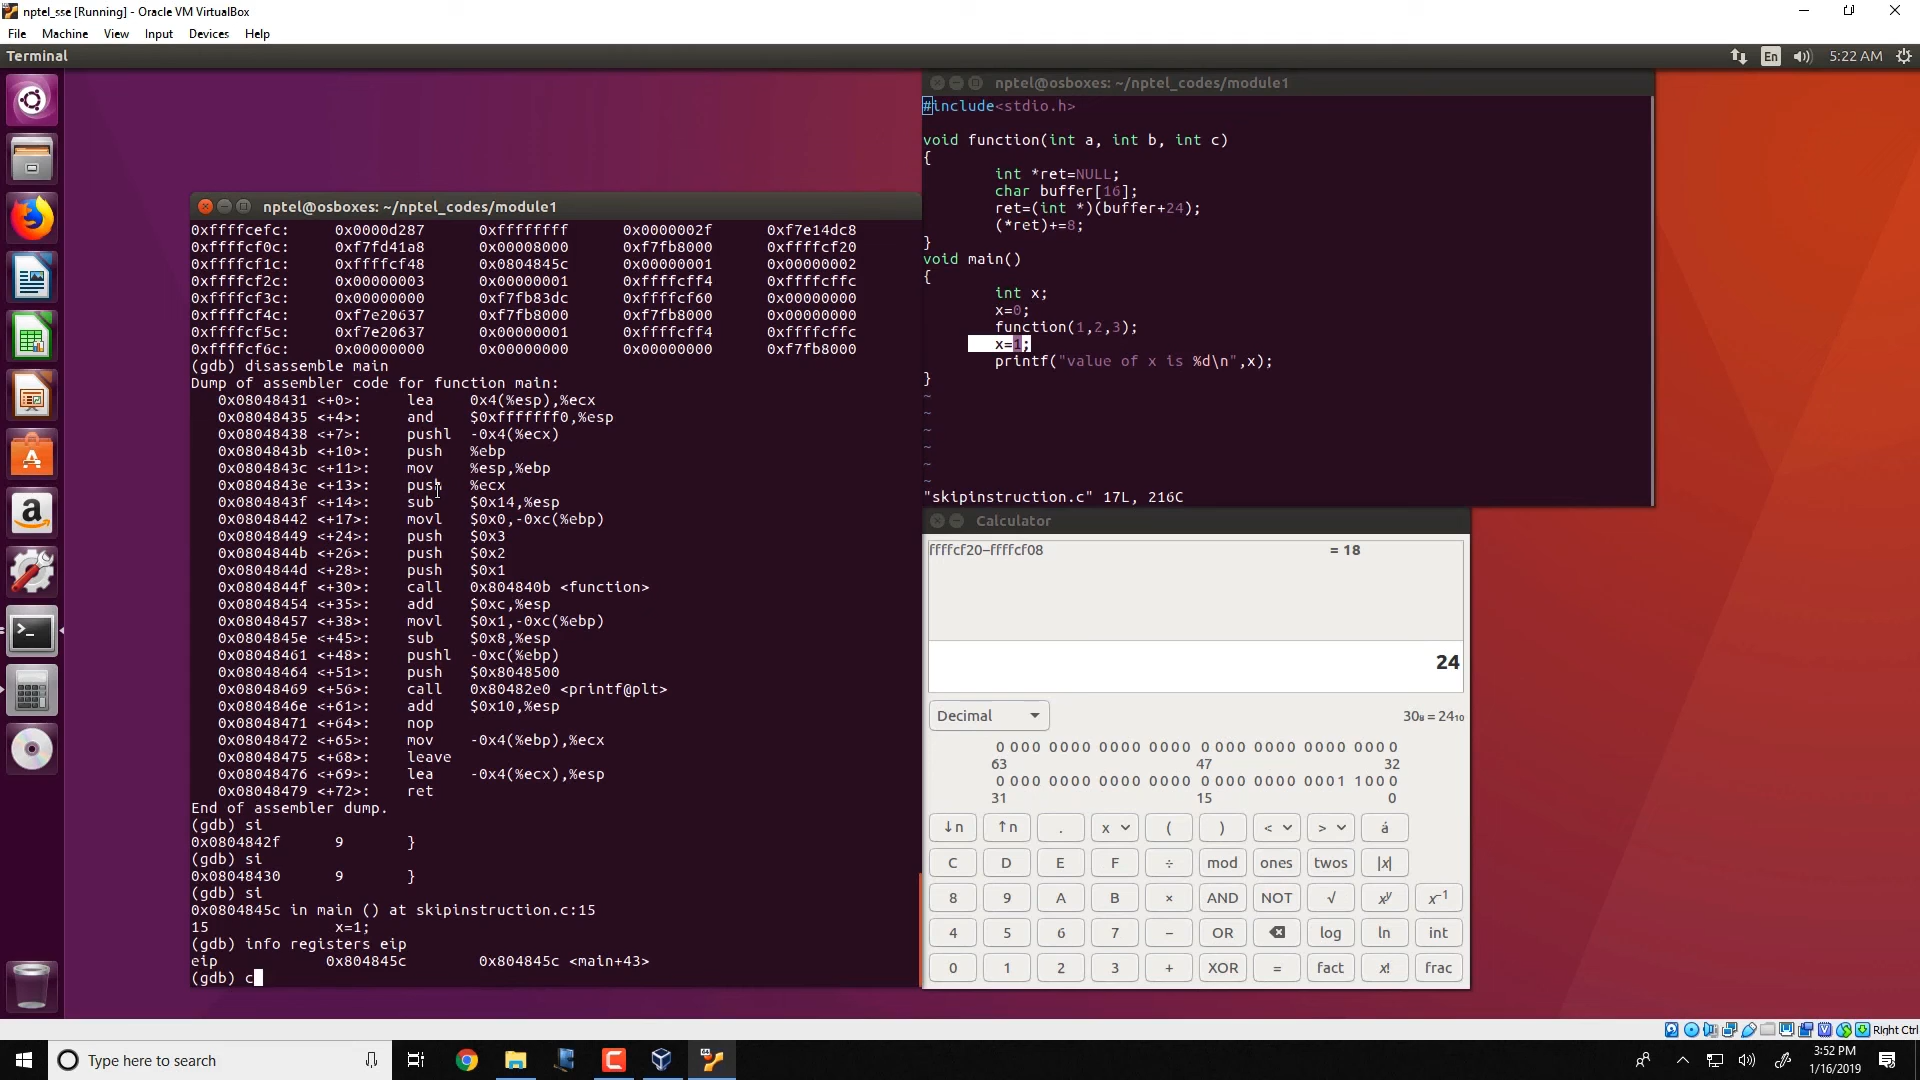 nptel_sse [Running] - Oracle VM VirtualBox
File Machine View Input Devices Help
Terminal
En 5:22 AM
nptel@osboxes: ~/nptel_codes/module1
0xffffcefc: 0x0000d287 0xffffffff 0x0000002f 0xf7e14dc8
0xffffcf0c: 0xf7fd41a8 0x00008000 0xf7fb8000 0xffffcf20
0xffffcf1c: 0xffffcf48 0x0804845c 0x00000001 0x00000002
0xffffcf2c: 0x00000003 0x00000001 0xffffcff4 0xffffcffc
0xffffcf3c: 0x00000000 0xf7fb83dc 0xffffcf60 0x00000000
0xffffcf4c: 0xf7e20637 0xf7fb8000 0xf7fb8000 0x00000000
0xffffcf5c: 0xf7e20637 0x00000001 0xffffcff4 0xffffcffc
0xffffcf6c: 0x00000000 0x00000000 0x00000000 0xf7fb8000
(gdb) disassemble main
Dump of assembler code for function main:
0x08048431 <+0>: lea 0x4(%esp),%ecx
0x08048435 <+4>: and $0xfffffff0,%esp
0x08048438 <+7>: pushl -0x4(%ecx)
0x0804843b <+10>: push %ebp
0x0804843c <+11>: mov %esp,%ebp
0x0804843e <+13>: push %ecx
0x0804843f <+14>: sub $0x14,%esp
0x08048442 <+17>: movl $0x0,-0xc(%ebp)
0x08048449 <+24>: push $0x3
0x0804844b <+26>: push $0x2
0x0804844d <+28>: push $0x1
0x0804844f <+30>: call 0x804840b <function>
0x08048454 <+35>: add $0xc,%esp
0x08048457 <+38>: movl $0x1,-0xc(%ebp)
0x0804845e <+45>: sub $0x8,%esp
0x08048461 <+48>: pushl -0xc(%ebp)
0x08048464 <+51>: push $0x8048500
0x08048469 <+56>: call 0x80482e0 <printf@plt>
0x0804846e <+61>: add $0x10,%esp
0x08048471 <+64>: nop
0x08048472 <+65>: mov -0x4(%ebp),%ecx
0x08048475 <+68>: leave
0x08048476 <+69>: lea -0x4(%ecx),%esp
0x08048479 <+72>: ret
End of assembler dump.
(gdb) si
0x0804842f 9 }
(gdb) si
0x08048430 9 }
(gdb) si
0x0804845c in main () at skipinstruction.c:15
15 x=1;
(gdb) info registers eip
eip 0x804845c 0x804845c <main+43>
(gdb) c
nptel@osboxes: ~/nptel_codes/module1
#include<stdio.h>
void function(int a, int b, int c)
{
int *ret=NULL;
char buffer[16];
ret=(int *)(buffer+24);
(*ret)+=8;
}
void main()
{
int x;
x=0;
function(1,2,3);
x=1;
printf("value of x is %d\n",x);
}
~
~
~
~
~
~
"skipinstruction.c" 17L, 216C
Calculator
ffffcf20−ffffcf08 = 18
24
Decimal 30₈ = 24₁₀
0000 0000 0000 0000 0000 0000 0000 0000
63 47 32
0000 0000 0000 0000 0000 0000 0001 1000
31 15 0
↓n ↑n . x ( ) < > á
C D E F ÷ mod ones twos |x|
8 9 A B × AND NOT √ xʸ x⁻¹
4 5 6 7 − OR log ln int
0 1 2 3 + XOR = fact x! frac
Right Ctrl
Type here to search
3:52 PM
1/16/2019